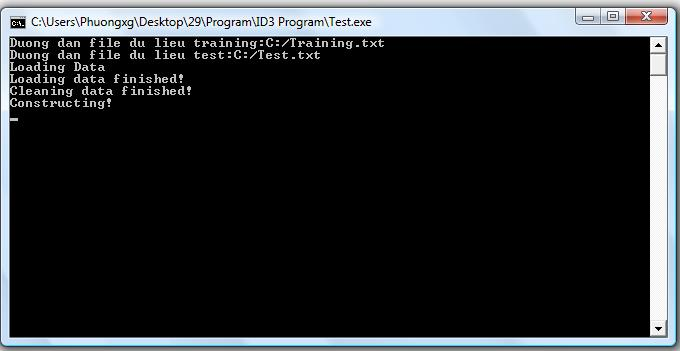 C:\Users\Phuongxg\Desktop\29\Program\ID3 Program\Test.exe
Duong dan file du lieu training:C:/Training.txt
Duong dan file du lieu test:C:/Test.txt
Loading Data
Loading data finished!
Cleaning data finished!
Constructing!